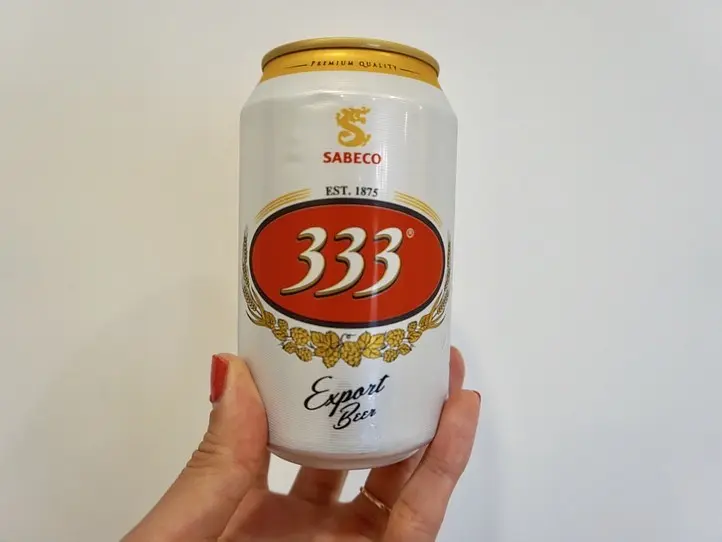 PREMIUM QUALITY
SABECO
EST. 1875
333®
Export
Beer